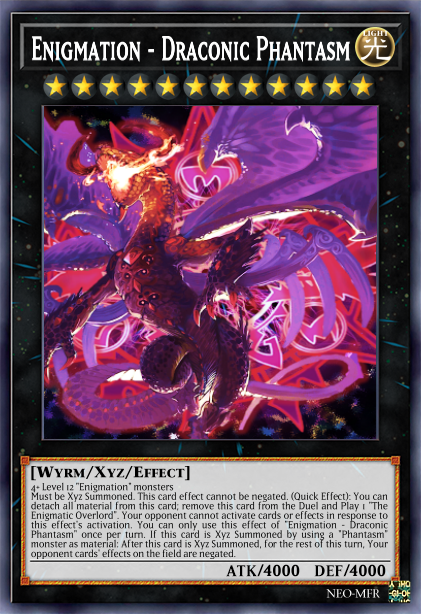 Enigmation - Draconic Phantasm
LIGHT
光
[Wyrm/Xyz/Effect]
4+ Level 12 "Enigmation" monsters
Must be Xyz Summoned. This card effect cannot be negated. (Quick Effect): You can
detach all material from this card; remove this card from the Duel and Play 1 "The
Enigmatic Overlord". Your opponent cannot activate cards or effects in response to
this effect's activation. You can only use this effect of "Enigmation - Draconic
Phantasm" once per turn. If this card is Xyz Summoned by using a "Phantasm"
monster as material: After this card is Xyz Summoned, for the rest of this turn, Your
opponent cards' effects on the field are negated.
ATK/4000 DEF/4000
NEO-MFR